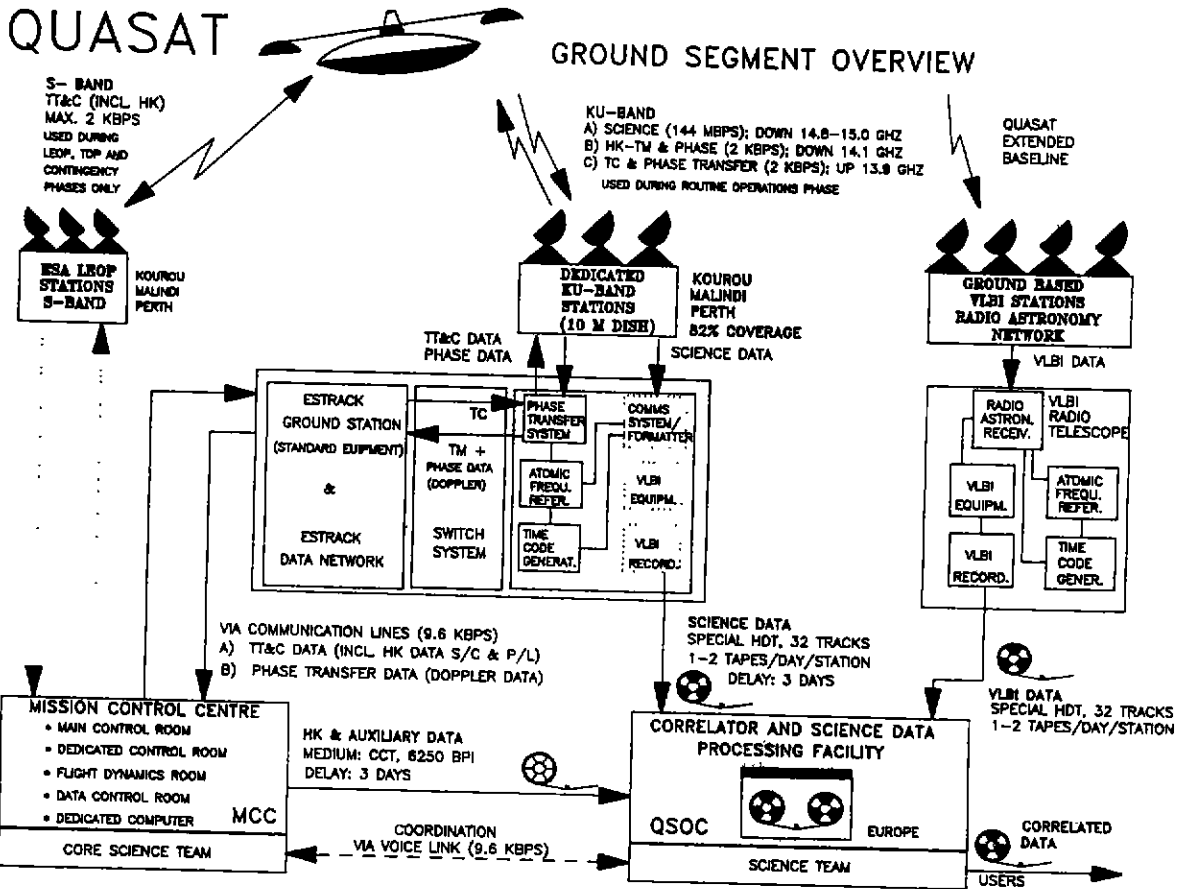 QUASAT
GROUND SEGMENT OVERVIEW
S- BAND
TT&C (INCL. HK)
MAX. 2 KBPS
USED DURING
LEOP, TDP AND
CONTINGENCY
PHASES ONLY
KU-BAND
A) SCIENCE (144 MBPS); DOWN 14.8-15.0 GHZ
B) HK-TM & PHASE (2 KBPS); DOWN 14.1 GHZ
C) TC & PHASE TRANSFER (2 KBPS); UP 13.9 GHZ
USED DURING ROUTINE OPERATIONS PHASE
QUASAT
EXTENDED
BASELINE
ESA LEOP
STATIONS
S-BAND
KOUROU
MALINDI
PERTH
DEDICATED
KU-BAND
STATIONS
(10 M DISH)
KOUROU
MALINDI
PERTH
82% COVERAGE
GROUND BASED
VLBI STATIONS
RADIO ASTRONOMY
NETWORK
TT&C DATA
PHASE DATA
SCIENCE DATA
VLBI DATA
ESTRACK
GROUND STATION
(STANDARD EUIPMENT)
&
ESTRACK
DATA NETWORK
TC
TM +
PHASE DATA
(DOPPLER)
SWITCH
SYSTEM
PHASE
TRANSFER
SYSTEM
ATOMIC
FREQU.
REFER.
TIME
CODE
GENERAT.
COMMS
SYSTEM/
FORMATTER
VLBI
EQUIPM.
VLBI
RECORD.
RADIO
ASTRON.
RECEIV.
VLBI
RADIO
TELESCOPE
VLBI
EQUIPM.
ATOMIC
FREQU.
REFER.
VLBI
RECORD.
TIME
CODE
GENER.
VIA COMMUNICATION LINES (9.6 KBPS)
A) TT&C DATA (INCL. HK DATA S/C & P/L)
B) PHASE TRANSFER DATA (DOPPLER DATA)
SCIENCE DATA
SPECIAL HDT, 32 TRACKS
1-2 TAPES/DAY/STATION
DELAY: 3 DAYS
VLBI DATA
SPECIAL HDT, 32 TRACKS
1-2 TAPES/DAY/STATION
MISSION CONTROL CENTRE
• MAIN CONTROL ROOM
• DEDICATED CONTROL ROOM
• FLIGHT DYNAMICS ROOM
• DATA CONTROL ROOM
• DEDICATED COMPUTER
MCC
CORE SCIENCE TEAM
HK & AUXILIARY DATA
MEDIUM: CCT, 6250 BPI
DELAY: 3 DAYS
COORDINATION
VIA VOICE LINK (9.6 KBPS)
CORRELATOR AND SCIENCE DATA
PROCESSING FACILITY
QSOC
EUROPE
SCIENCE TEAM
CORRELATED
DATA
USERS